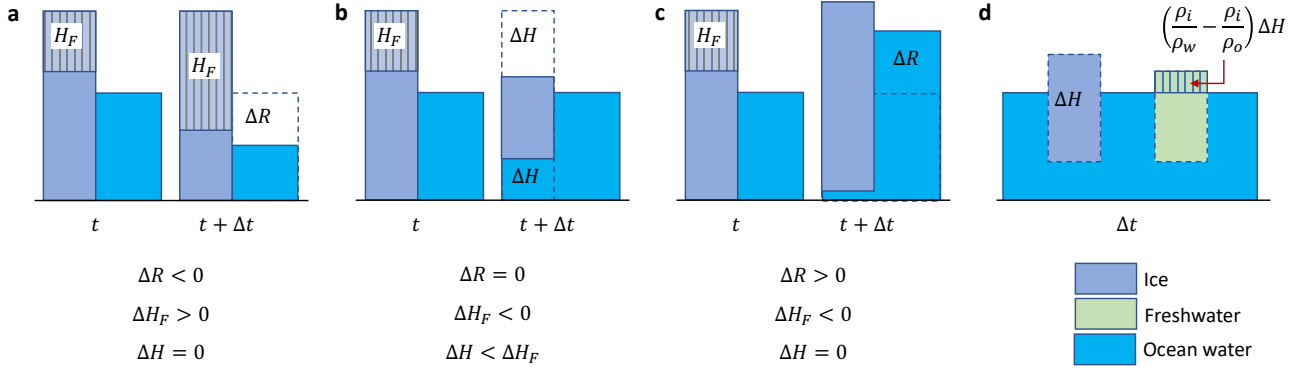 a
H_F
H_F
ΔR
t
t + Δt
ΔR < 0
ΔH_F > 0
ΔH = 0
b
H_F
ΔH
ΔH
t
t + Δt
ΔR = 0
ΔH_F < 0
ΔH < ΔH_F
c
H_F
ΔR
t
t + Δt
ΔR > 0
ΔH_F < 0
ΔH = 0
d
(ρ_i/ρ_w − ρ_i/ρ_o) ΔH
ΔH
Δt
Ice
Freshwater
Ocean water